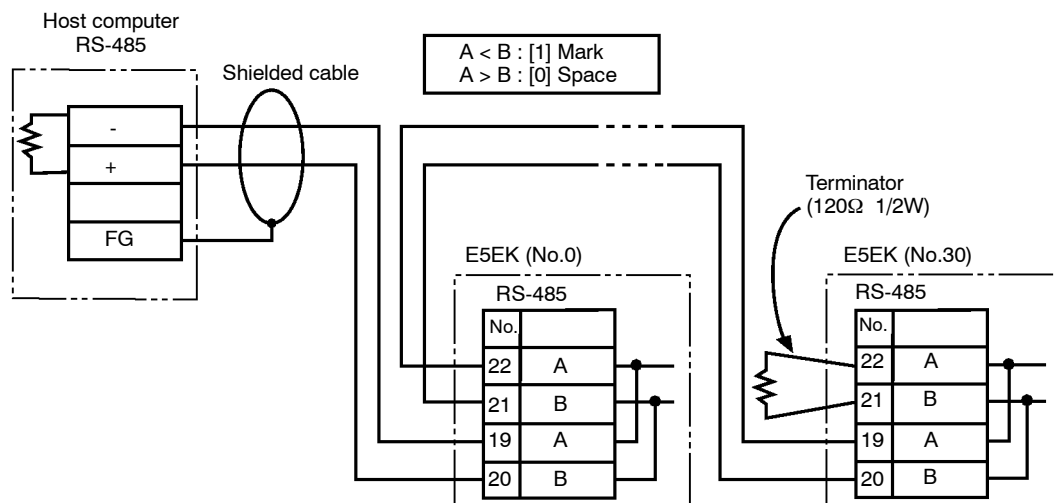 Host computer
RS-485
-
+
FG
Shielded cable
A < B : [1] Mark
A > B : [0] Space
Terminator
(120Ω 1/2W)
E5EK (No.0)
RS-485
No.
22 A
21 B
19 A
20 B
E5EK (No.30)
RS-485
No.
22 A
21 B
19 A
20 B